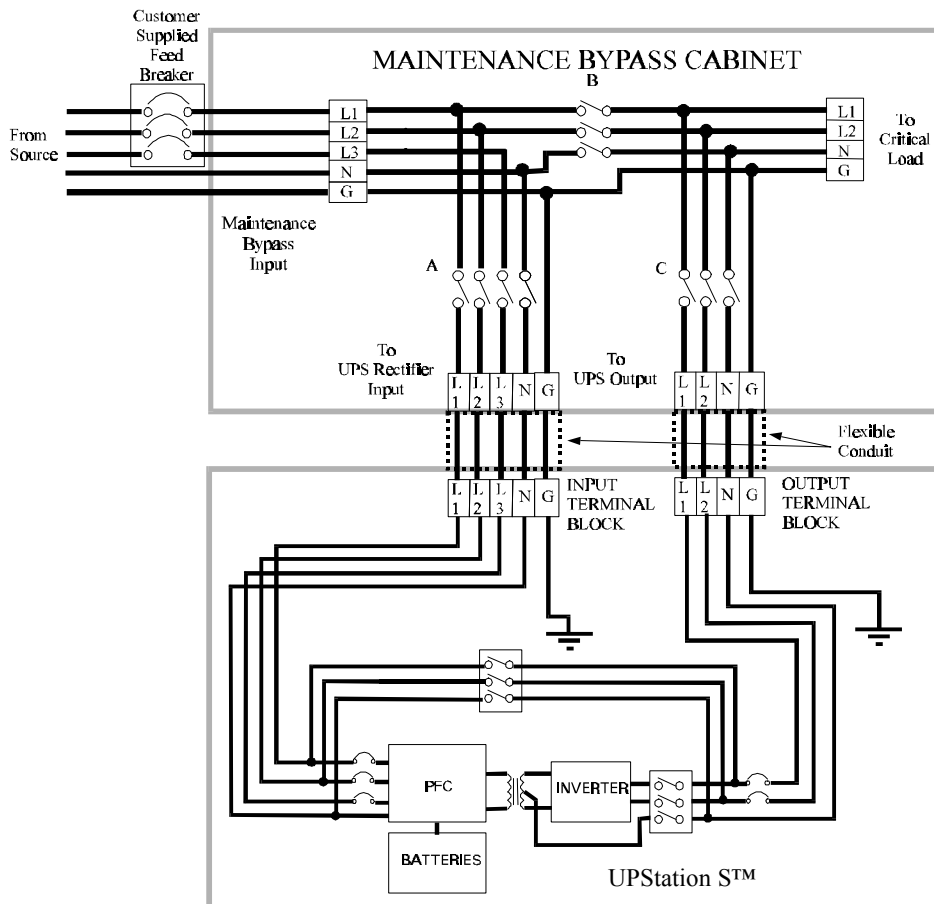 Customer
Supplied
Feed
Breaker
MAINTENANCE BYPASS CABINET
B
From
Source
L1
L2
L3
N
G
L1
L2
N
G
To
Critical
Load
Maintenance
Bypass
Input
A
C
To
UPS Rectifier
Input
L1 L2 L3 N G
To
UPS Output
L1 L2 N G
Flexible
Conduit
L1 L2 L3 N G
INPUT
TERMINAL
BLOCK
L1 L2 N G
OUTPUT
TERMINAL
BLOCK
PFC
INVERTER
BATTERIES
UPStation S™